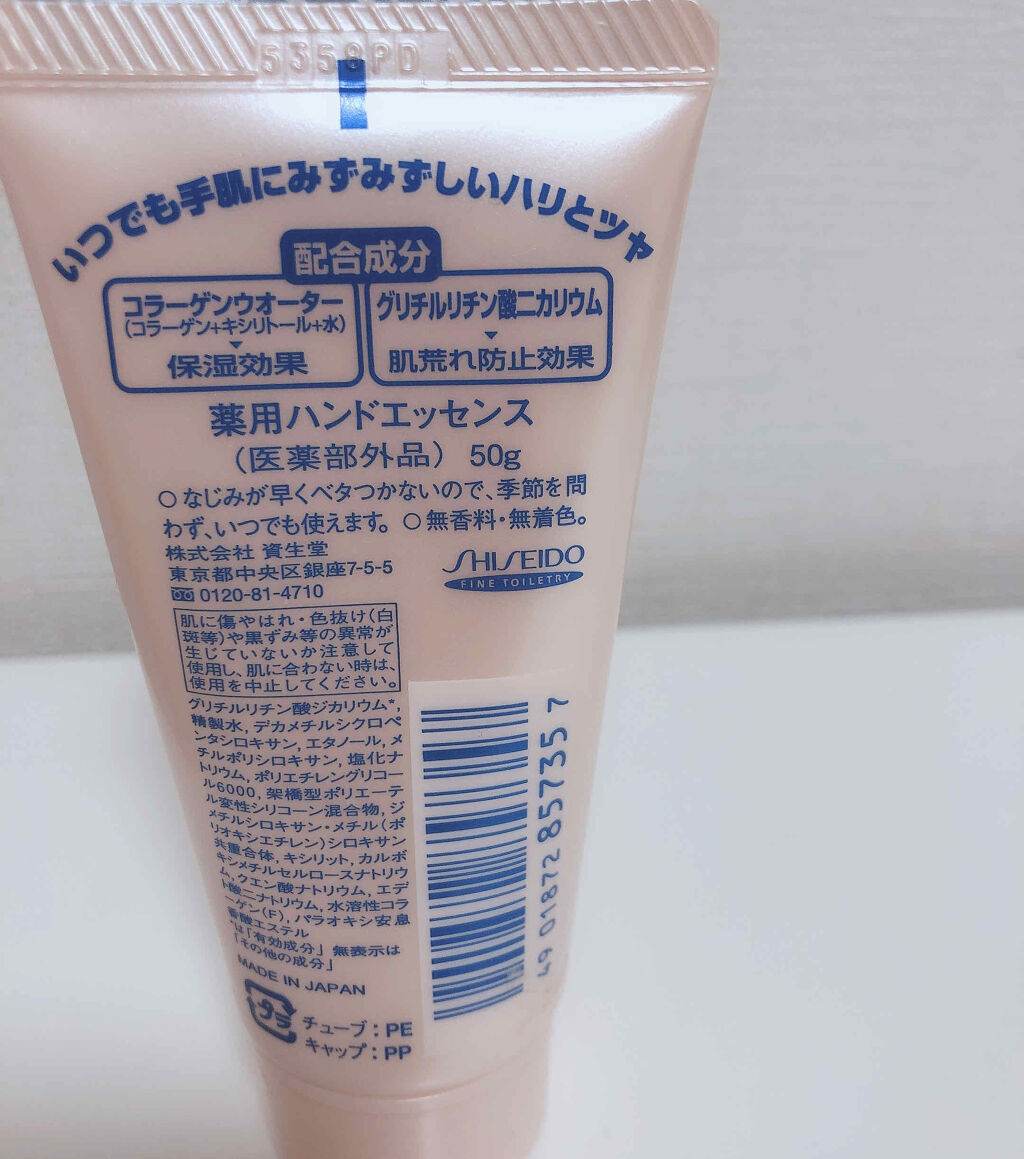 5358PD
いつでも手肌にみずみずしいハリとツヤ
配合成分
コラーゲンウオーター
(コラーゲン+キシリトール+水)
保湿効果
グリチルリチン酸二カリウム
肌荒れ防止効果
薬用ハンドエッセンス
(医薬部外品) 50g
○なじみが早くベタつかないので、季節を問
わず、いつでも使えます。○無香料・無着色。
株式会社 資生堂
東京都中央区銀座7-5-5
0120-81-4710
SHISEIDO
FINE TOILETRY
肌に傷やはれ・色抜け(白
斑等)や黒ずみ等の異常が
生じていないか注意して
使用し、肌に合わない時は、
使用を中止してください。
グリチルリチン酸ジカリウム*,
精製水, デカメチルシクロペ
ンタシロキサン, エタノール, メ
チルポリシロキサン, 塩化ナ
トリウム, ポリエチレングリコー
ル6000, 架橋型ポリエーテ
ル変性シリコーン混合物, ジ
メチルシロキサン・メチル(ポ
リオキシエチレン)シロキサン
共重合体, キシリット, カルボ
キシメチルセルロースナトリウ
ム, クエン酸ナトリウム, エデ
ト酸二ナトリウム, 水溶性コラ
ーゲン(F), パラオキシ安息
香酸エステル
*は「有効成分」無表示は
「その他の成分」
MADE IN JAPAN
プラ
チューブ:PE
キャップ:PP
49 01872 85735 7